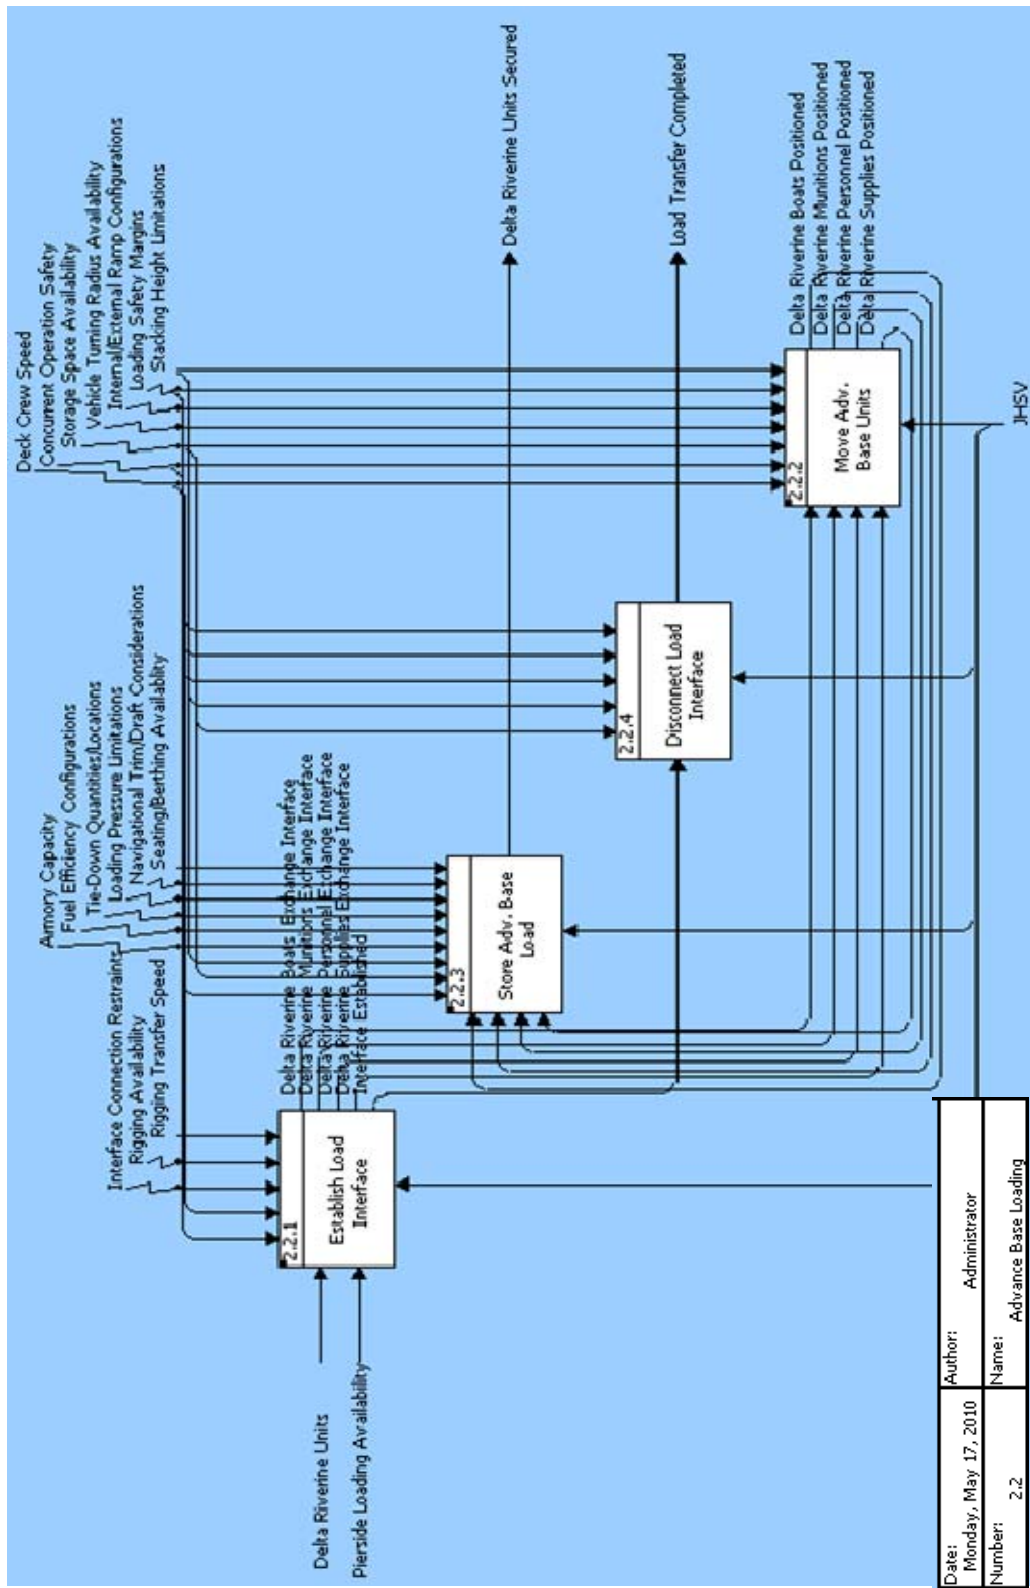 Deck Crew Speed
Concurrent Operation Safety
Storage Space Availability
Vehicle Turning Radius Availability
Internal/External Ramp Configurations
Loading Safety Margins
Stacking Height Limitations
Armory Capacity
Fuel Efficiency Configurations
Tie-Down Quantities/Locations
Loading Pressure Limitations
Navigational Trim/Draft Considerations
Seating/Berthing Availablity
Interface Connection Restraints
Rigging Availability
Rigging Transfer Speed
Delta Riverine Units
Pierside Loading Availability
2.2.1
Establish Load
Interface
Delta Riverine Boats Exchange Interface
Delta Riverine Munitions Exchange Interface
Delta Riverine Personnel Exchange Interface
Delta Riverine Supplies Exchange Interface
Interface Established
2.2.3
Store Adv. Base
Load
Delta Riverine Units Secured
2.2.4
Disconnect Load
Interface
Load Transfer Completed
2.2.2
Move Adv.
Base Units
Delta Riverine Boats Positioned
Delta Riverine Munitions Positioned
Delta Riverine Personnel Positioned
Delta Riverine Supplies Positioned
JHSV
Date:
Monday, May 17, 2010
Author:
Administrator
Number:
2.2
Name:
Advance Base Loading